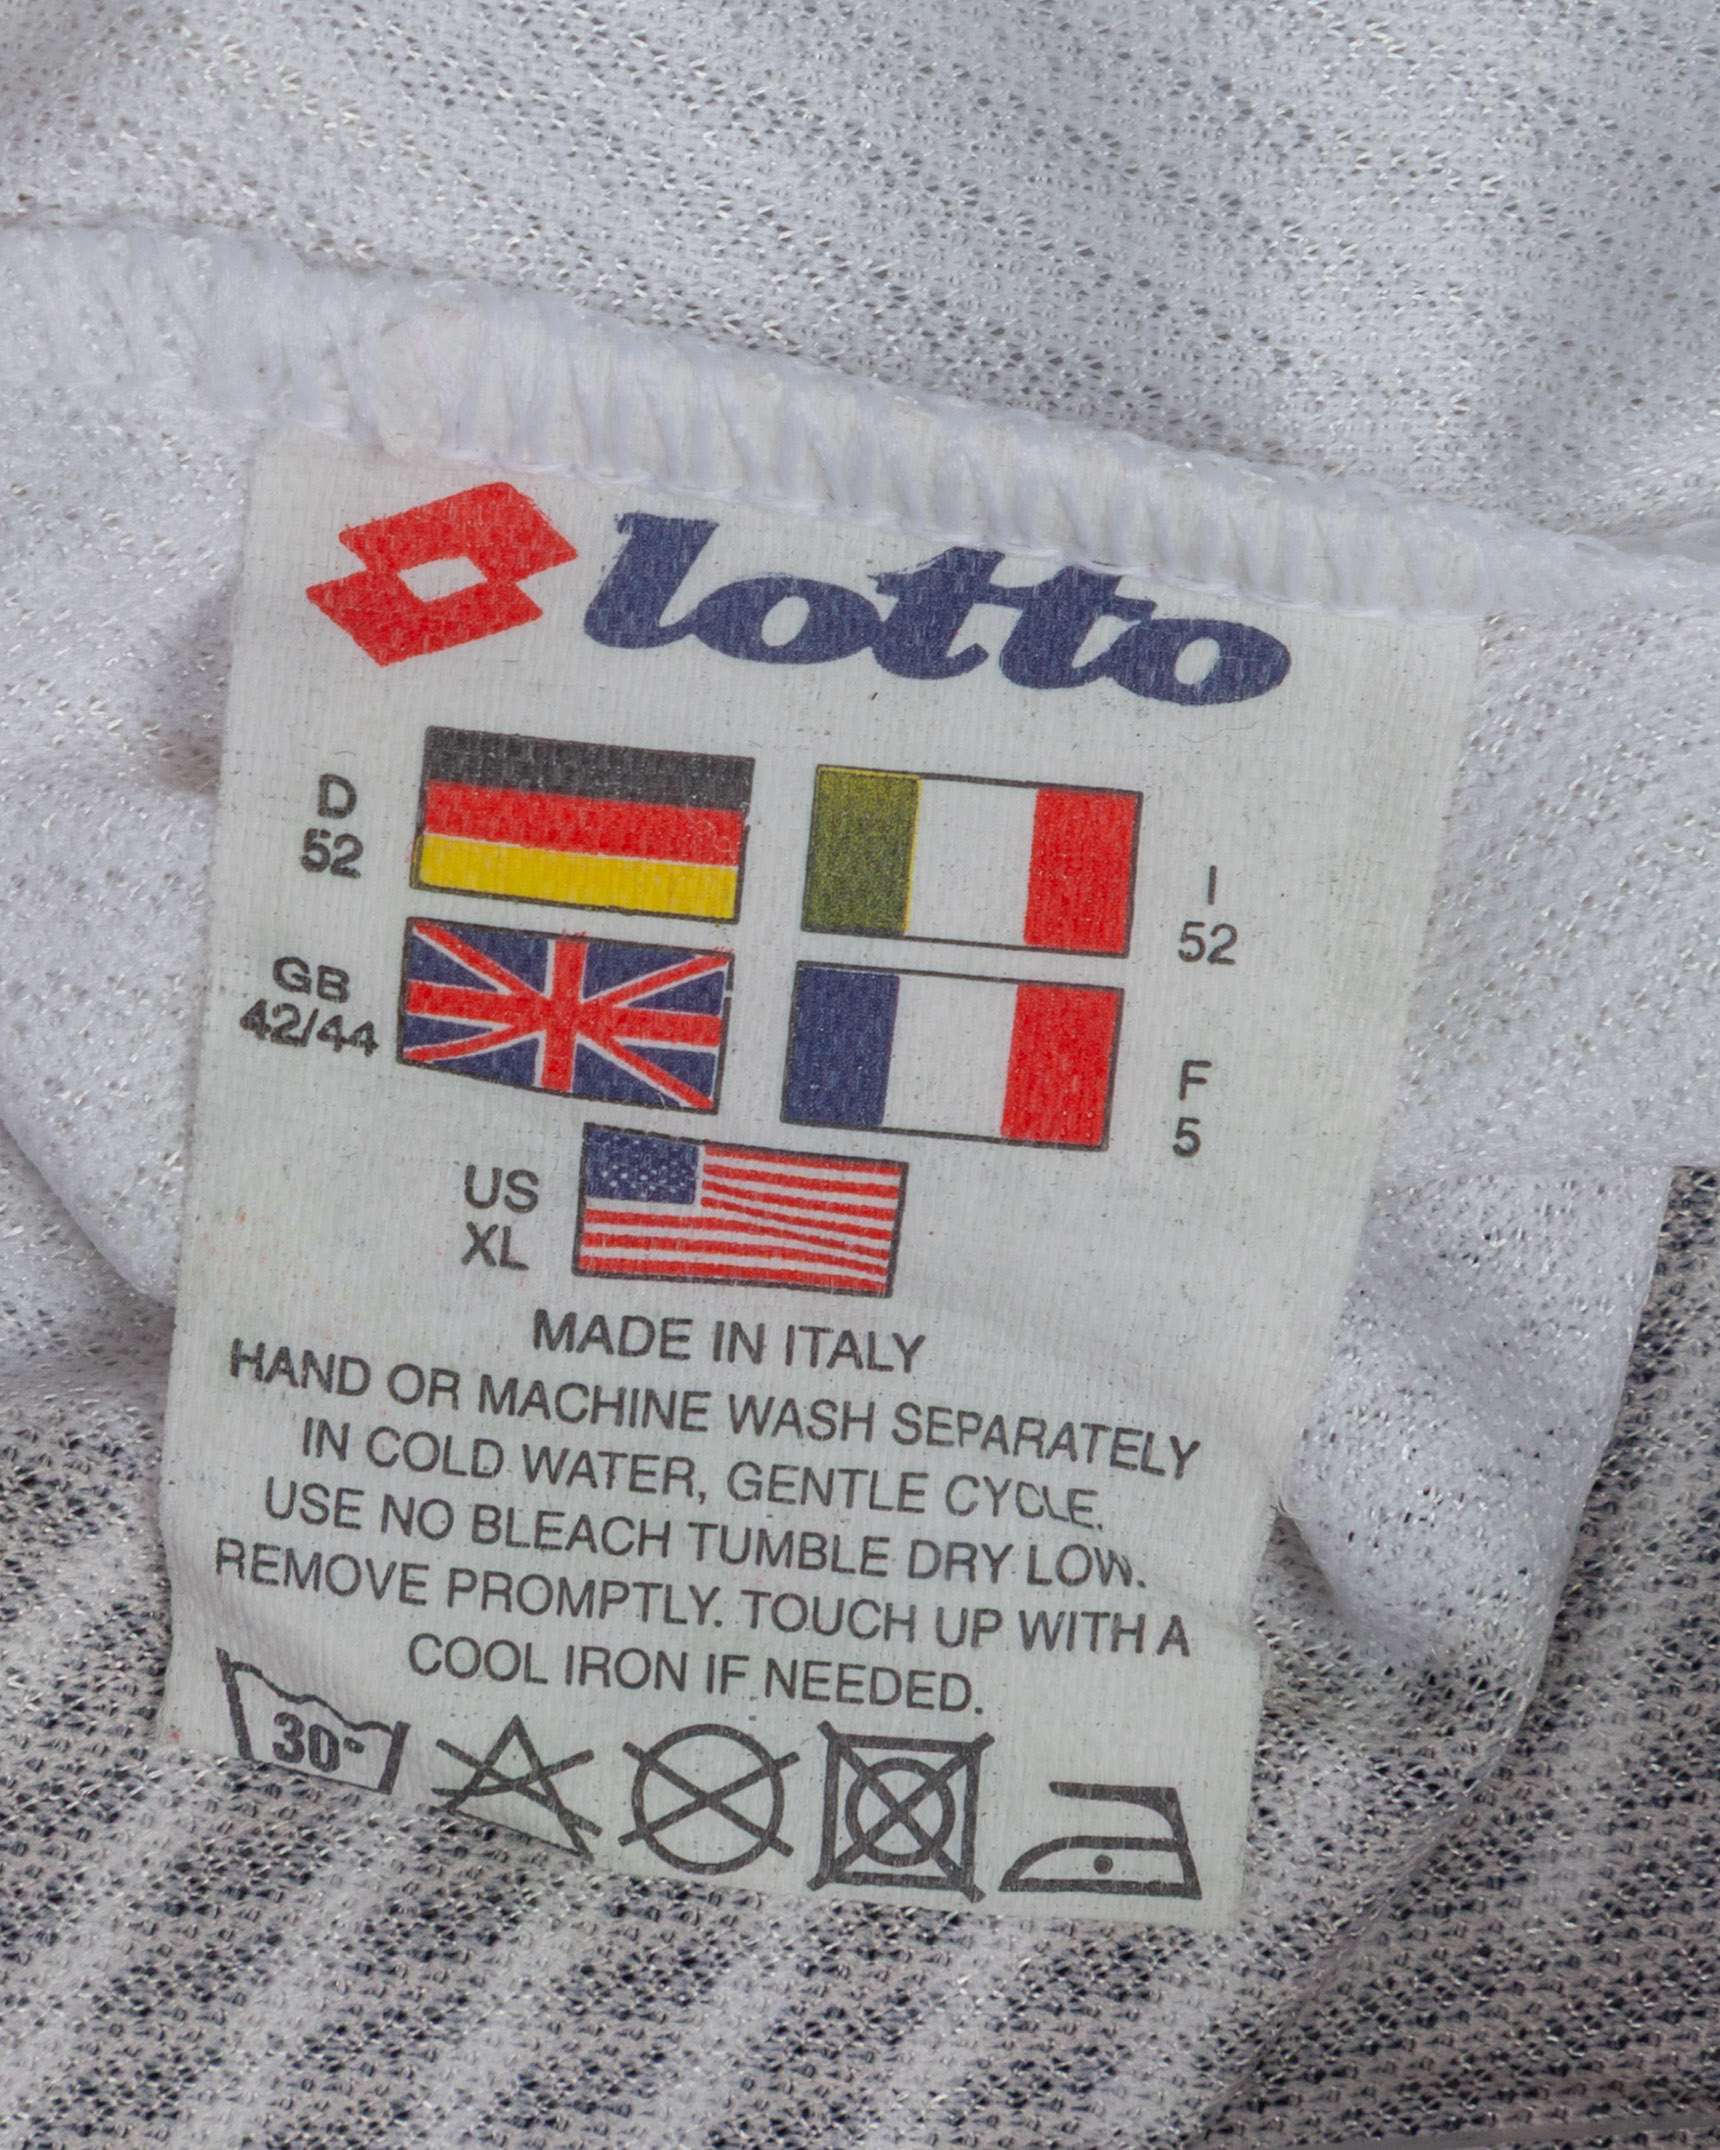 lotto
D
52
I
52
GB
42/44
F
5
US
XL
MADE IN ITALY
HAND OR MACHINE WASH SEPARATELY
IN COLD WATER, GENTLE CYCLE.
USE NO BLEACH TUMBLE DRY LOW.
REMOVE PROMPTLY. TOUCH UP WITH A
COOL IRON IF NEEDED.
30°